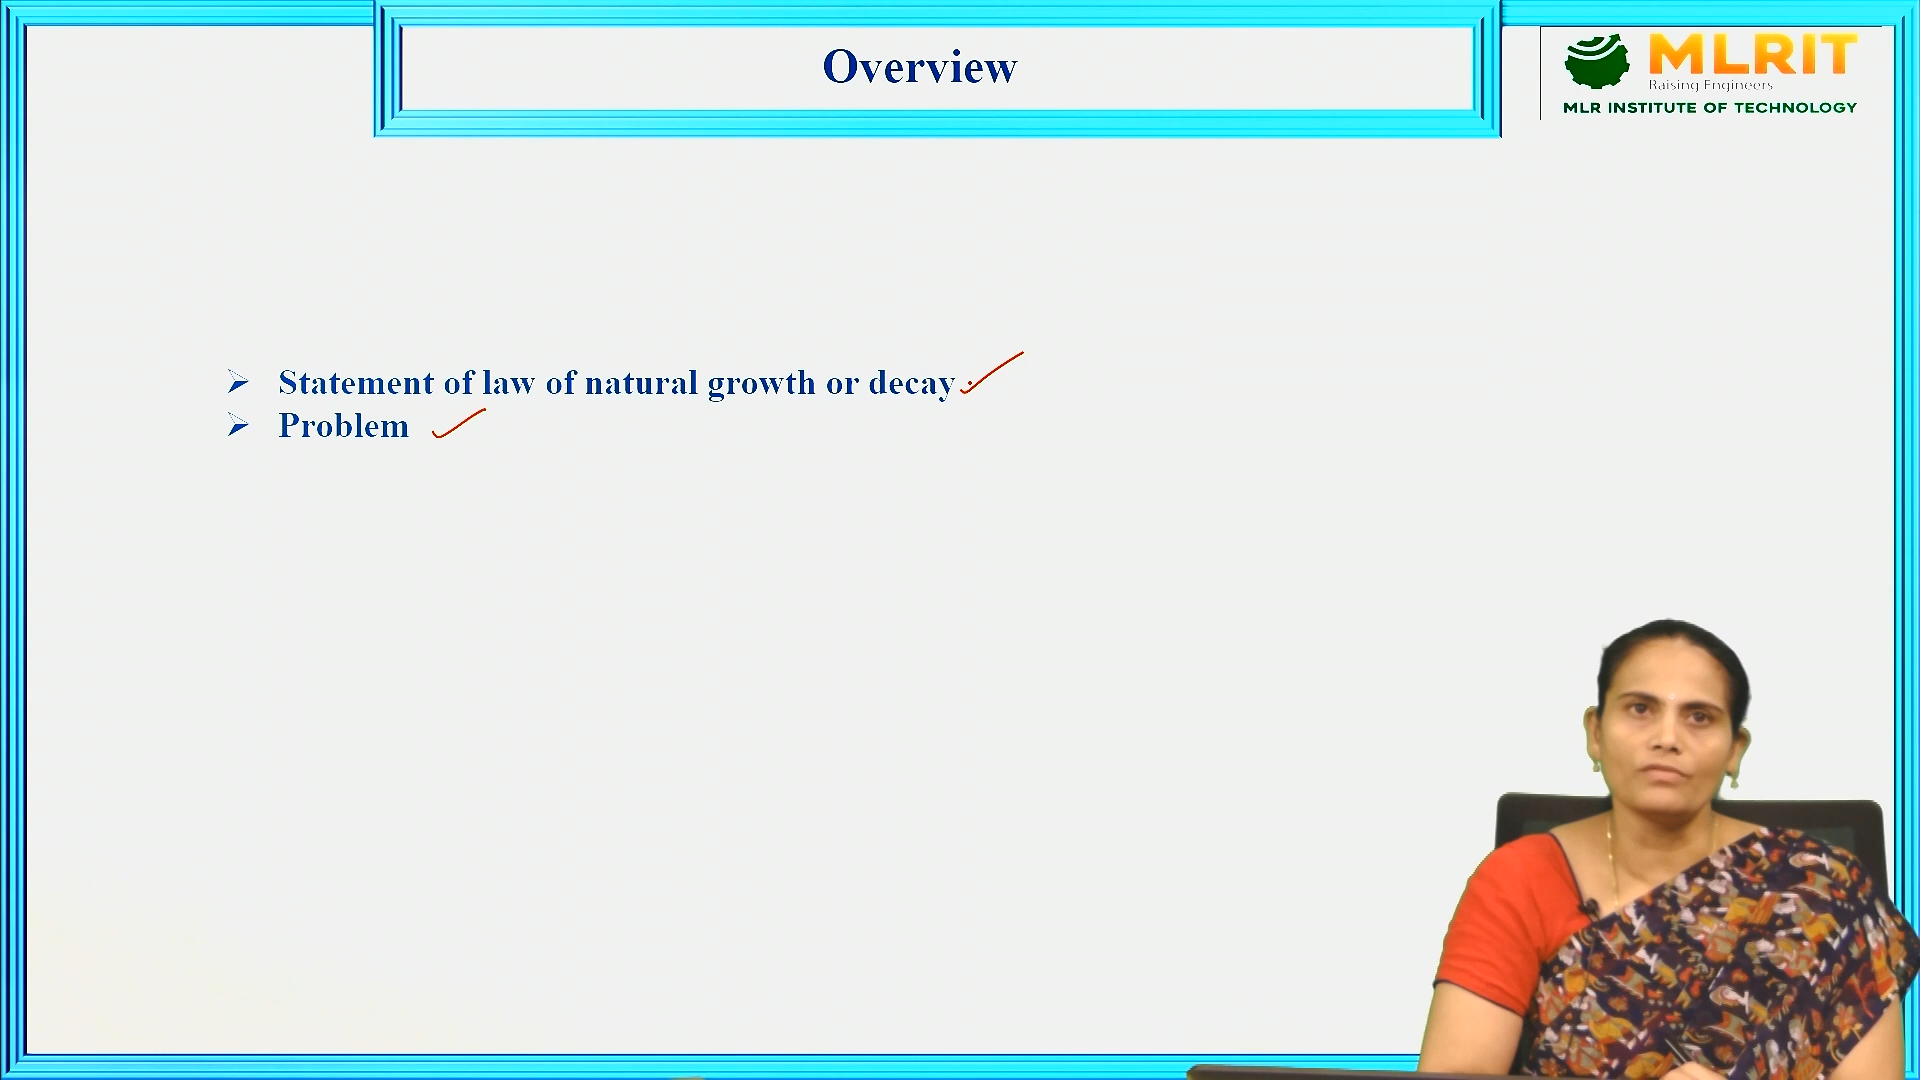 Overview
MLRIT
Raising Engineers
MLR INSTITUTE OF TECHNOLOGY
Statement of law of natural growth or decay.
Problem